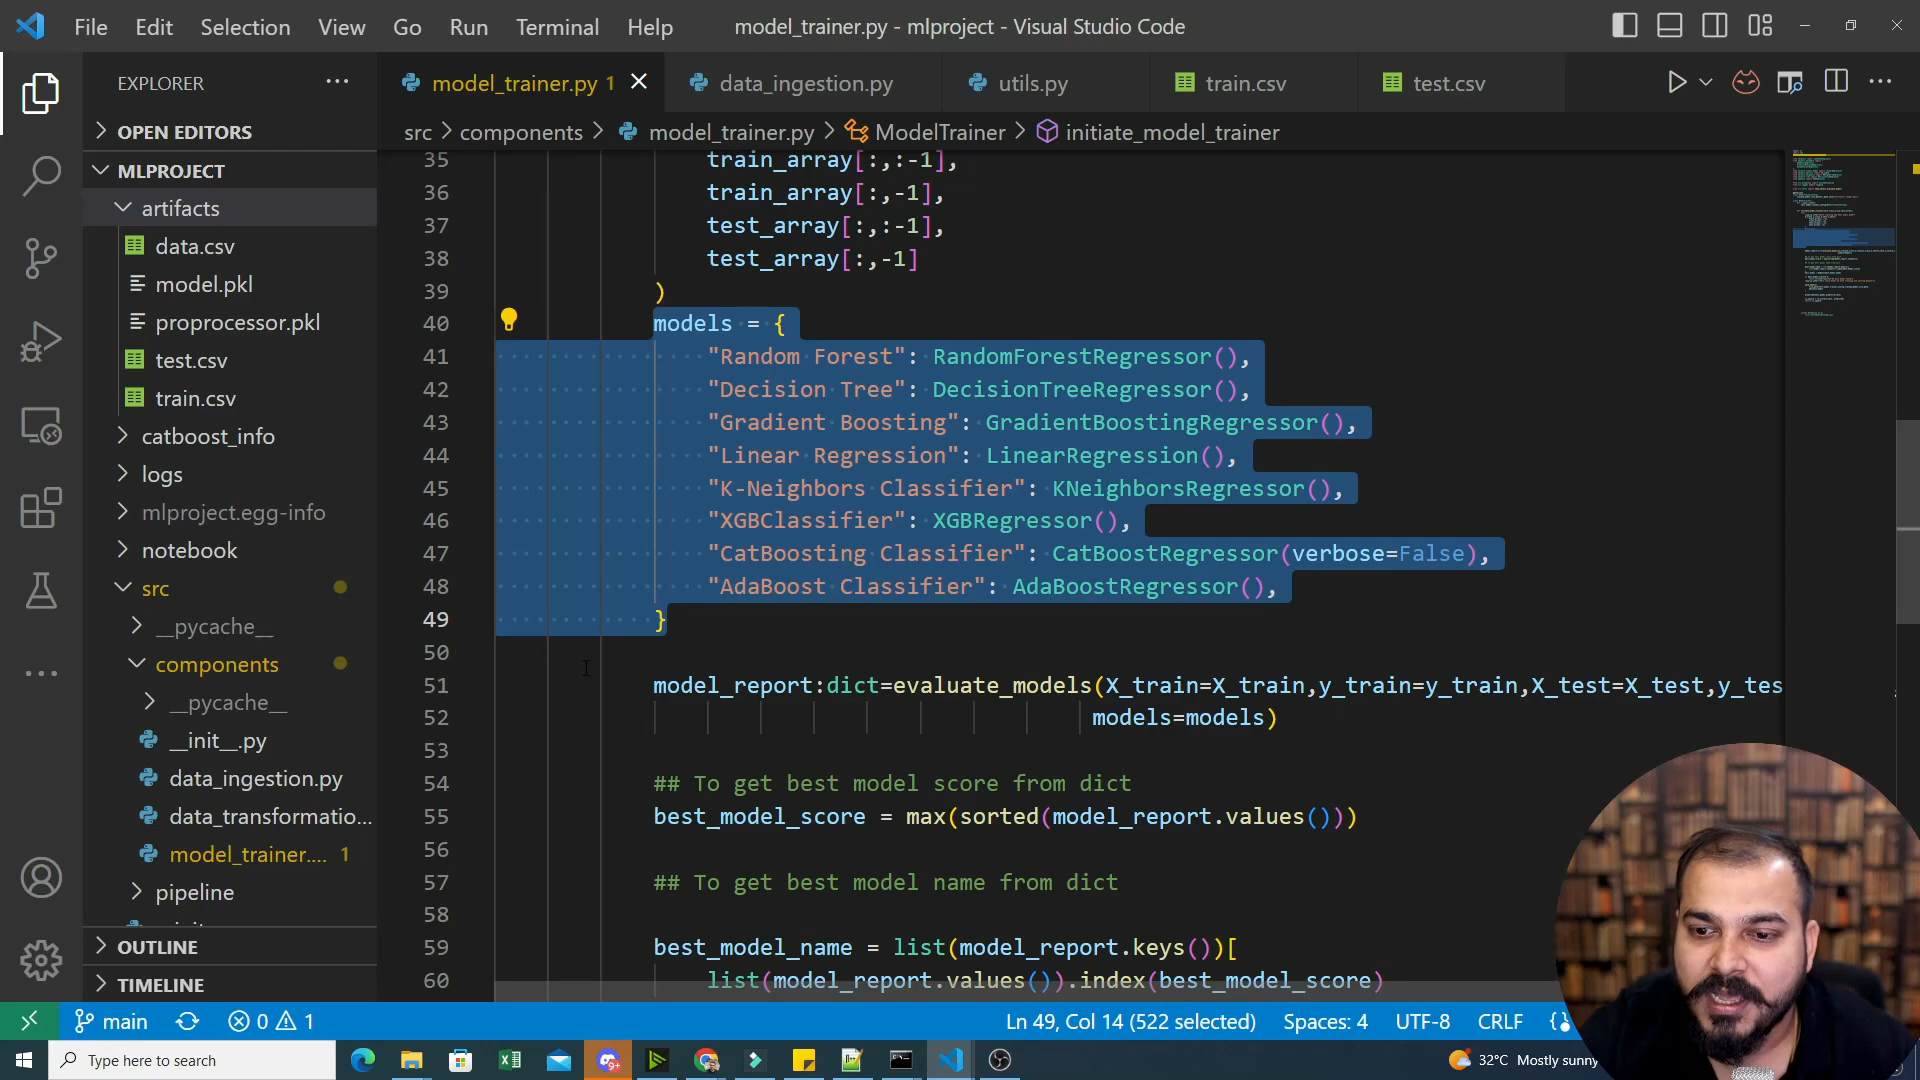 File Edit Selection View Go Run Terminal Help
model_trainer.py - mlproject - Visual Studio Code
EXPLORER
OPEN EDITORS
MLPROJECT
artifacts
data.csv
model.pkl
proprocessor.pkl
test.csv
train.csv
catboost_info
logs
mlproject.egg-info
notebook
src
__pycache__
components
__pycache__
__init__.py
data_ingestion.py
data_transformatio...
model_trainer.... 1
pipeline
OUTLINE
TIMELINE
model_trainer.py 1 data_ingestion.py utils.py train.csv test.csv
src > components > model_trainer.py > ModelTrainer > initiate_model_trainer
35 train_array[:,:-1],
36 train_array[:,-1],
37 test_array[:,:-1],
38 test_array[:,-1]
39 )
40 models = {
41 "Random Forest": RandomForestRegressor(),
42 "Decision Tree": DecisionTreeRegressor(),
43 "Gradient Boosting": GradientBoostingRegressor(),
44 "Linear Regression": LinearRegression(),
45 "K-Neighbors Classifier": KNeighborsRegressor(),
46 "XGBClassifier": XGBRegressor(),
47 "CatBoosting Classifier": CatBoostRegressor(verbose=False),
48 "AdaBoost Classifier": AdaBoostRegressor(),
49 }
50
51 model_report:dict=evaluate_models(X_train=X_train,y_train=y_train,X_test=X_test,y_tes
52 models=models)
53
54 ## To get best model score from dict
55 best_model_score = max(sorted(model_report.values()))
56
57 ## To get best model name from dict
58
59 best_model_name = list(model_report.keys())[
60 list(model_report.values()).index(best_model_score)
main 0 1 Ln 49, Col 14 (522 selected) Spaces: 4 UTF-8 CRLF
Type here to search 9+ 32°C Mostly sunny